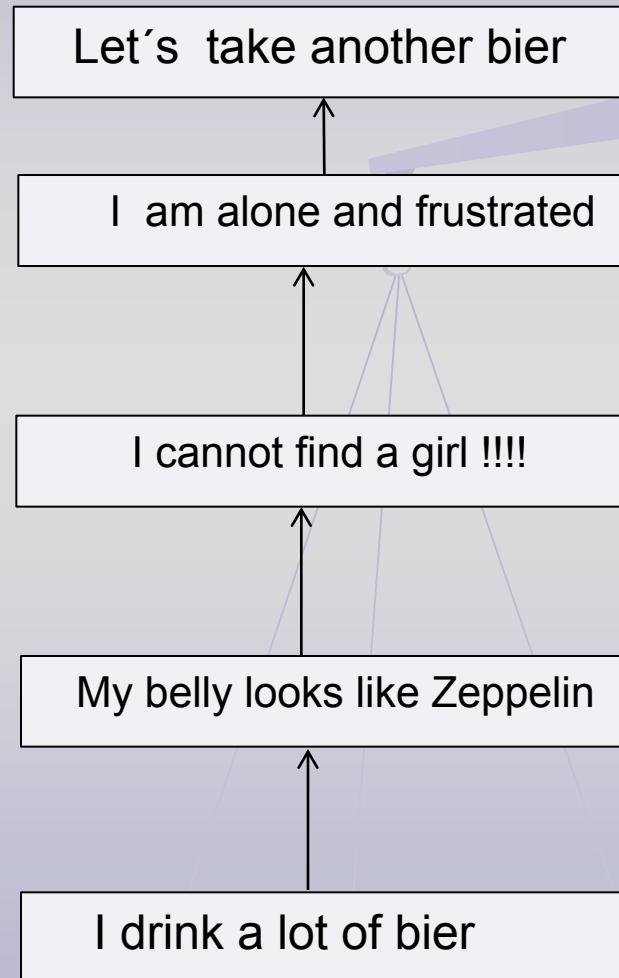 Let´s take another bier
I am alone and frustrated
I cannot find a girl !!!!
My belly looks like Zeppelin
I drink a lot of bier